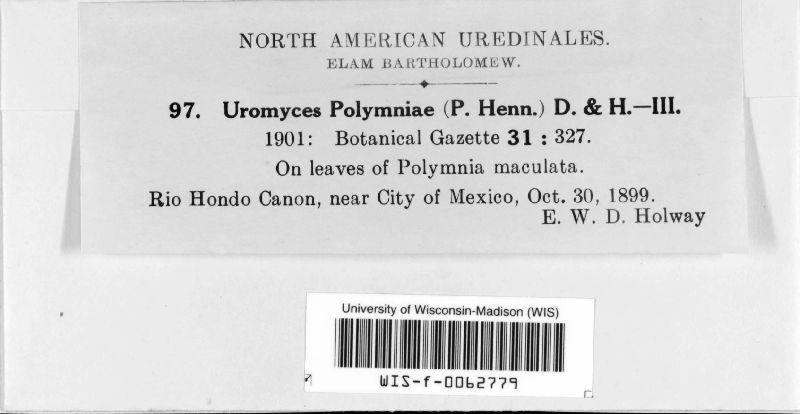 NORTH AMERICAN UREDINALES.
ELAM BARTHOLOMEW.
97. Uromyces Polymniae (P. Henn.) D. & H.—III.
1901: Botanical Gazette 31 : 327.
On leaves of Polymnia maculata.
Rio Hondo Canon, near City of Mexico, Oct. 30, 1899.
E. W. D. Holway
University of Wisconsin-Madison (WIS)
WIS-f-0062779